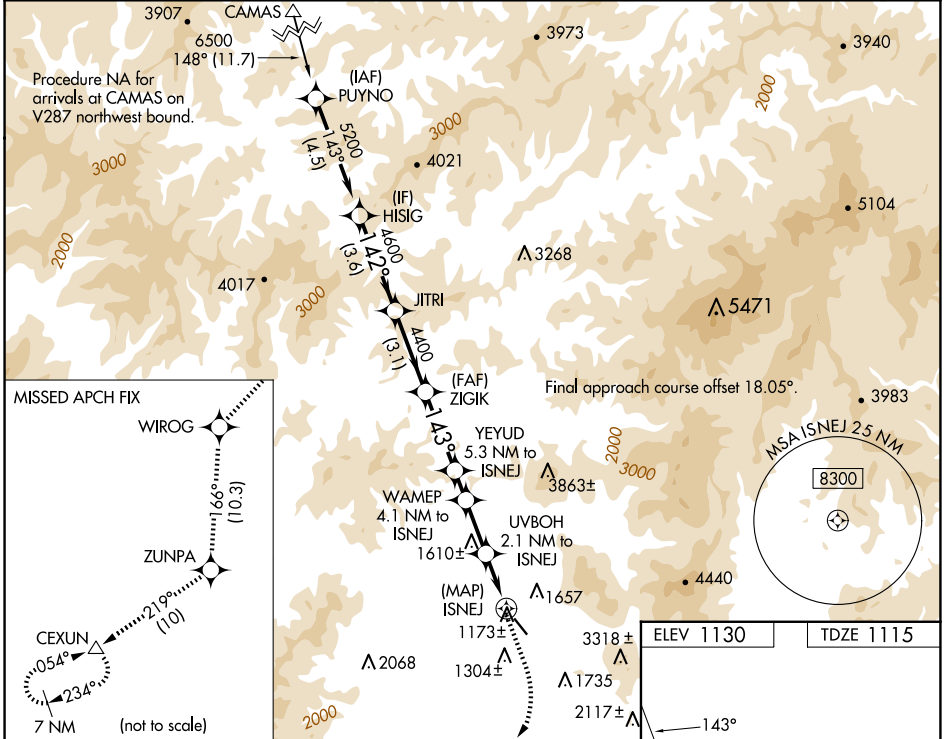 3907
CAMAS
6500
148° (11.7)
3973
3940
Procedure NA for
arrivals at CAMAS on
V287 northwest bound.
(IAF)
PUYNO
2000
3000
5200
143°
(4.5)
3000
4021
(IF)
HISIG
5104
2000
4600
142°
(3.6)
3268
4017
3000
JITRI
5471
4400
(3.1)
(FAF)
ZIGIK
Final approach course offset 18.05°.
3983
MISSED APCH FIX
WIROG
166°
(10.3)
ZUNPA
219°
(10)
CEXUN
054°
234°
7 NM
(not to scale)
143°
YEYUD
5.3 NM to
ISNEJ
2000
3000
3863±
MSA ISNEJ 25 NM
8300
WAMEP
4.1 NM to
ISNEJ
UVBOH
2.1 NM to
ISNEJ
1610±
4440
(MAP)
ISNEJ
1657
1173±
1304±
2068
3318±
1735
2117±
2000
ELEV 1130
TDZE 1115
143°